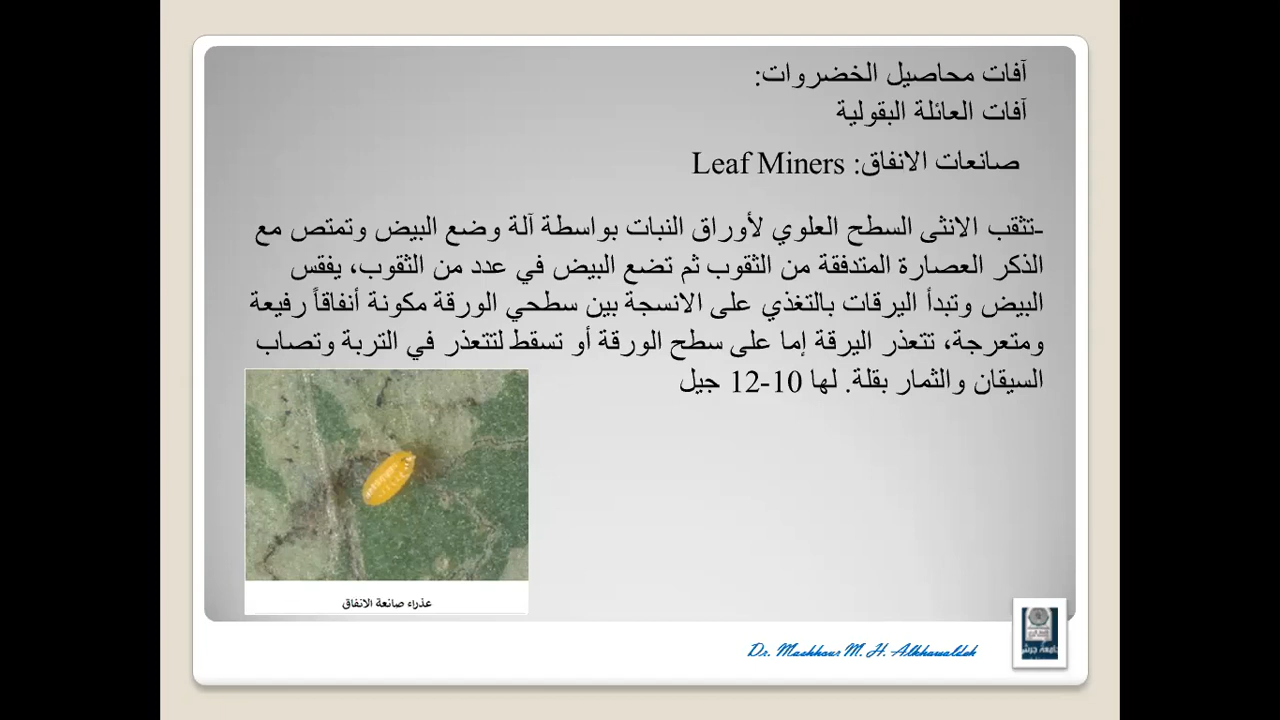 آفات محاصيل الخضروات:
آفات العائلة البقولية
صانعات الانفاق: Leaf Miners
-تثقب الانثى السطح العلوي لأوراق النبات بواسطة آلة وضع البيض وتمتص مع
الذكر العصارة المتدفقة من الثقوب ثم تضع البيض في عدد من الثقوب، يفقس
البيض وتبدأ اليرقات بالتغذي على الانسجة بين سطحي الورقة مكونة أنفاقاً رفيعة
ومتعرجة، تتعذر اليرقة إما على سطح الورقة أو تسقط لتتعذر في التربة وتصاب
السيقان والثمار بقلة. لها 10-12 جيل
عذراء صانعة الانفاق
Dr. Mashhour M. H. Alkhawaldeh